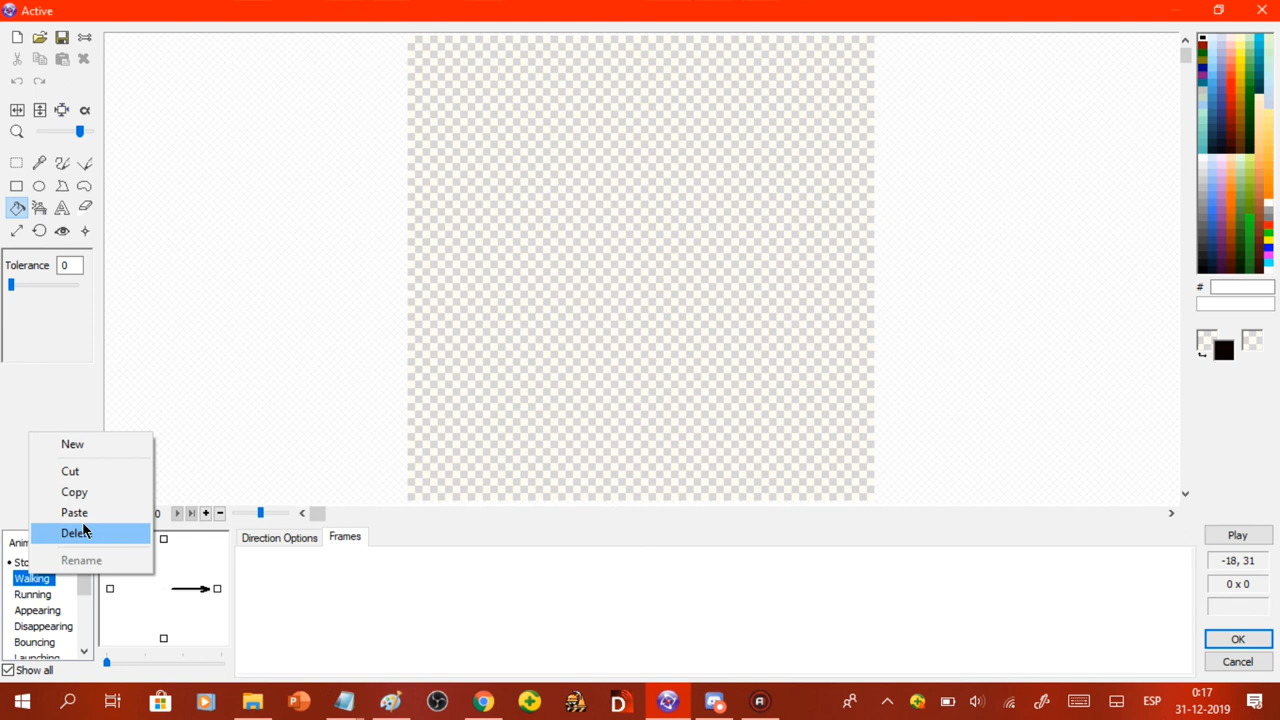 Active
Tolerance 0
#
New
Cut
Copy
Paste
Rename
0
Direction Options
Frames
Walking
Running
Appearing
Disappearing
Bouncing
Show all
Play
-18, 31
0 x 0
OK
Cancel
ESP
0:17
31-12-2019